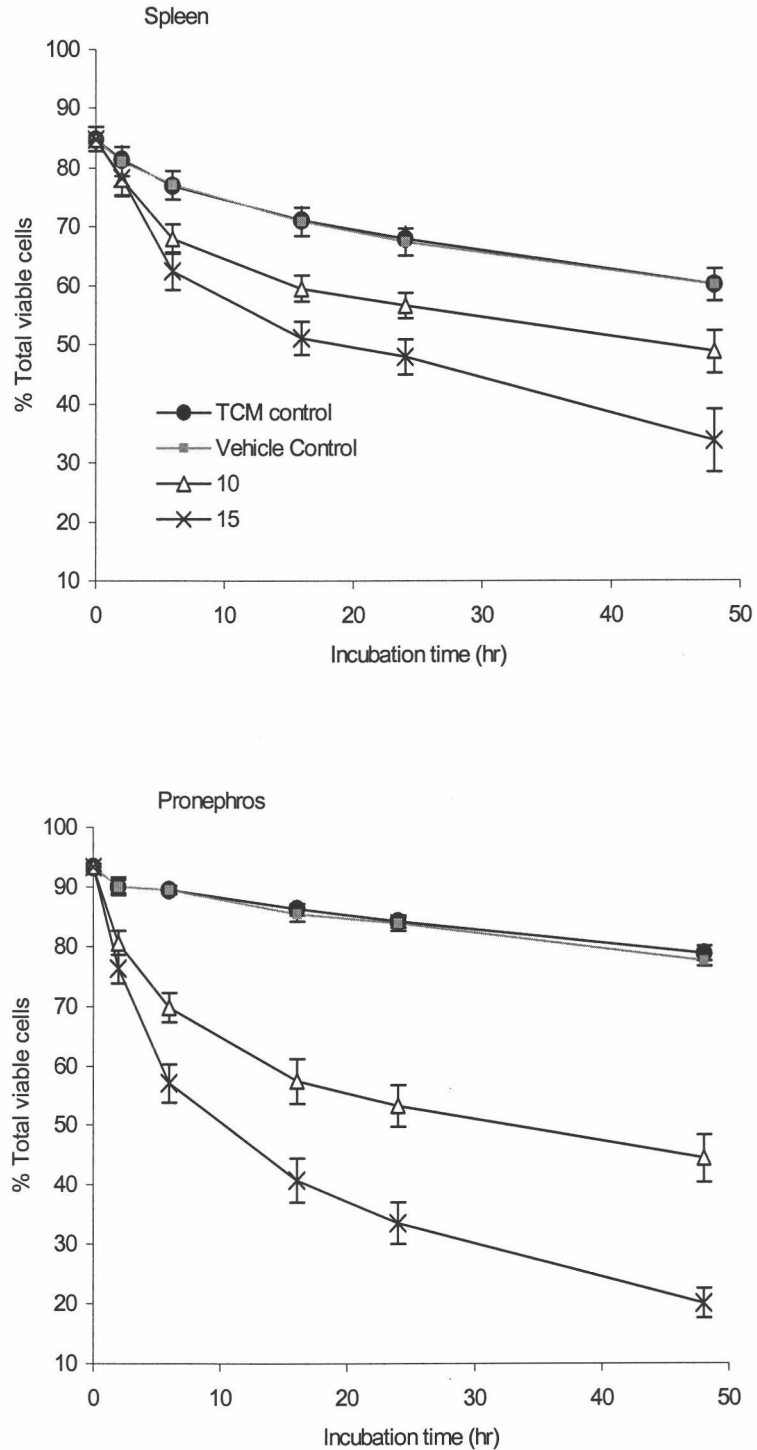 Spleen
100
90
80
70
60
50
40
30
20
10
% Total viable cells
TCM control
Vehicle Control
10
15
0 10 20 30 40 50
Incubation time (hr)
Pronephros
100
90
80
70
60
50
40
30
20
10
% Total viable cells
0 10 20 30 40 50
Incubation time (hr)